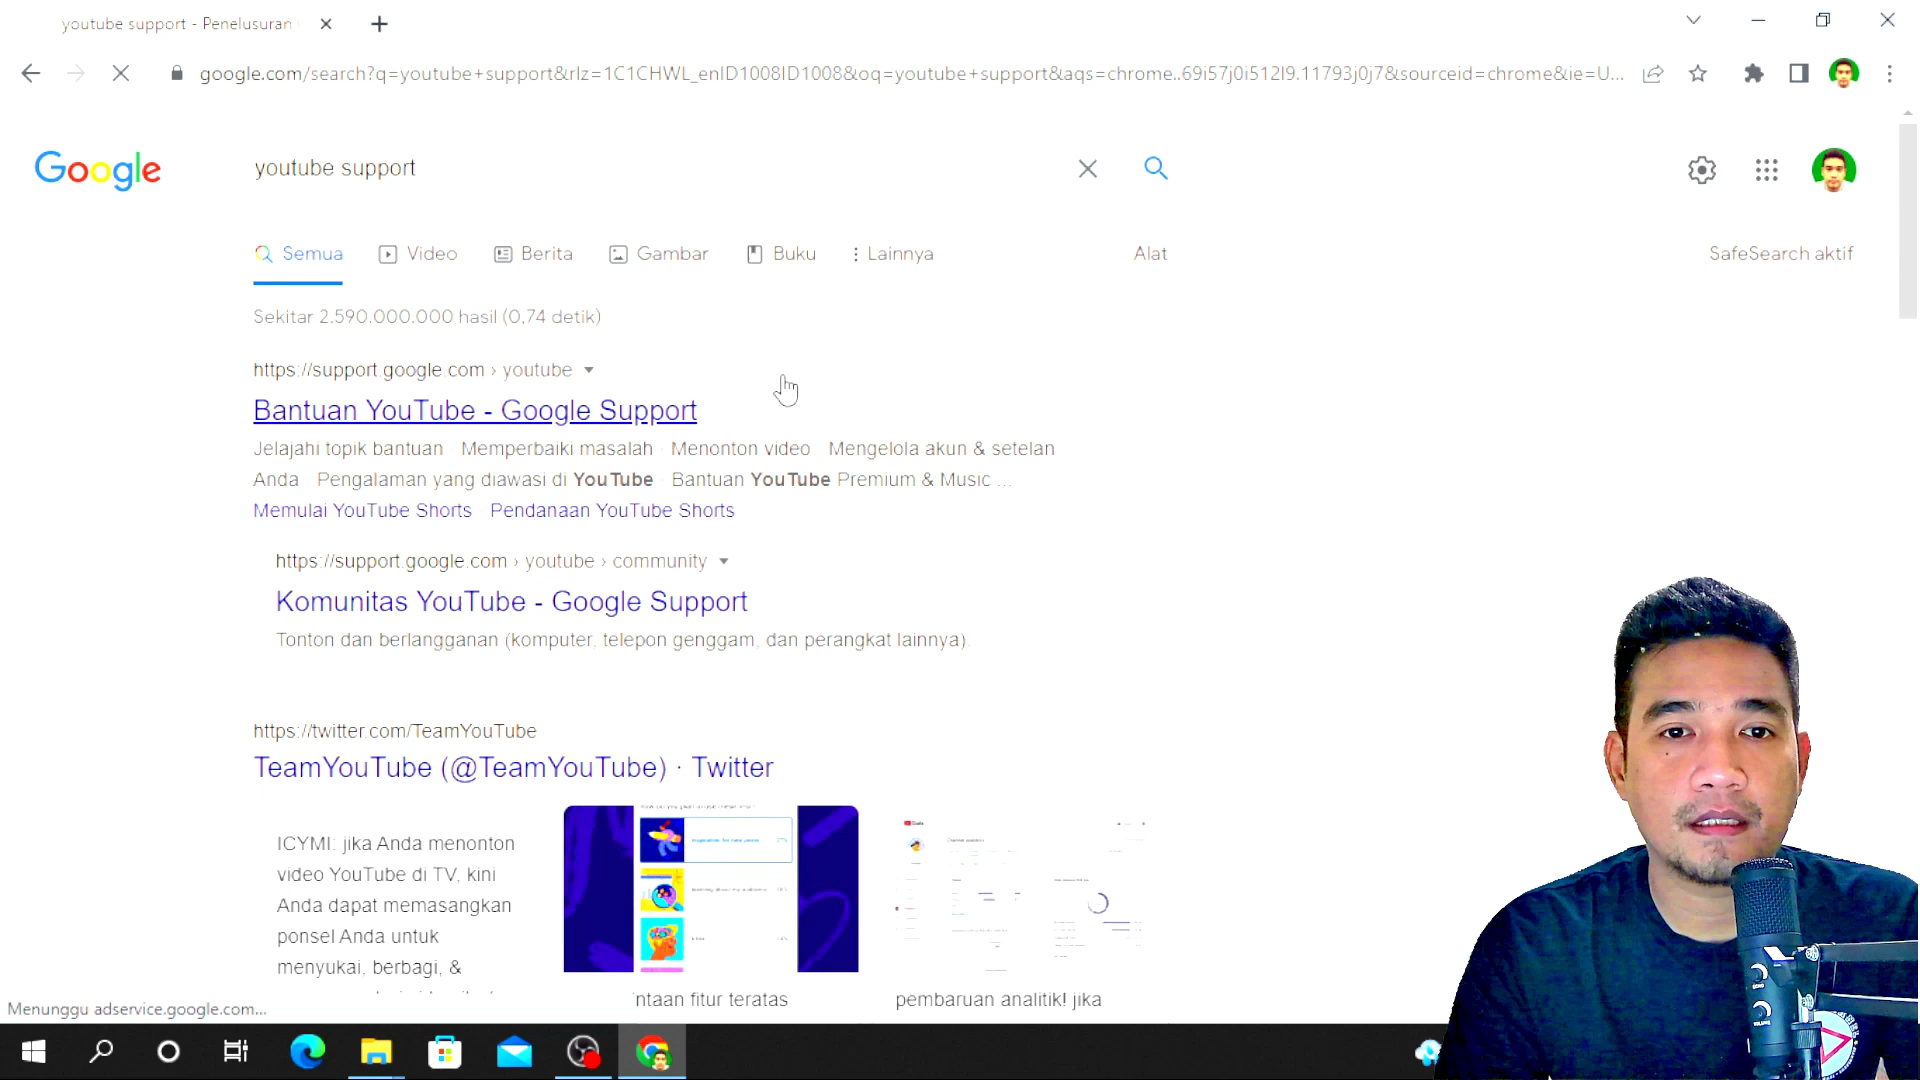 youtube support - Penelusuran
google.com/search?q=youtube+support&rlz=1C1CHWL_enID1008ID1008&oq=youtube+support&aqs=chrome..69i57j0i512l9.11793j0j7&sourceid=chrome&ie=U...
Google
youtube support
Semua
Video
Berita
Gambar
Buku
Lainnya
Alat
SafeSearch aktif
Sekitar 2.590.000.000 hasil (0,74 detik)
https://support.google.com › youtube
Bantuan YouTube - Google Support
Jelajahi topik bantuan · Memperbaiki masalah · Menonton video · Mengelola akun & setelan
Anda · Pengalaman yang diawasi di YouTube · Bantuan YouTube Premium & Music ...
Memulai YouTube Shorts · Pendanaan YouTube Shorts
https://support.google.com › youtube › community
Komunitas YouTube - Google Support
Tonton dan berlangganan (komputer, telepon genggam, dan perangkat lainnya).
https://twitter.com/TeamYouTube
TeamYouTube (@TeamYouTube) · Twitter
ICYMI: jika Anda menonton
video YouTube di TV, kini
Anda dapat memasangkan
ponsel Anda untuk
menyukai, berbagi, &
ntaan fitur teratas
pembaruan analitik! jika
Menunggu adservice.google.com...